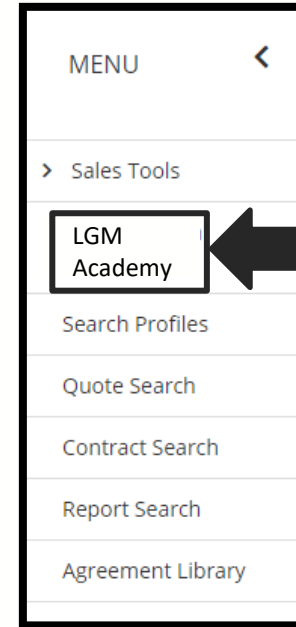 MENU
Sales Tools
LGM
Academy
Search Profiles
Quote Search
Contract Search
Report Search
Agreement Library